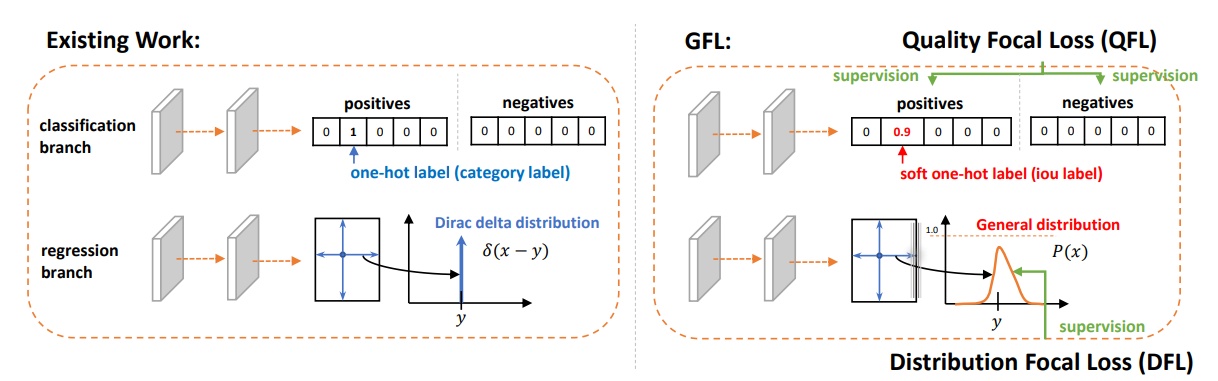 Existing Work:
classification
branch
positives
negatives
0 1 0 0 0
0 0 0 0 0
one-hot label (category label)
regression
branch
Dirac delta distribution
δ(x − y)
y
GFL:
Quality Focal Loss (QFL)
supervision
supervision
positives
negatives
0 0.9 0 0 0
0 0 0 0 0
soft one-hot label (iou label)
1.0
General distribution
P(x)
y
supervision
Distribution Focal Loss (DFL)